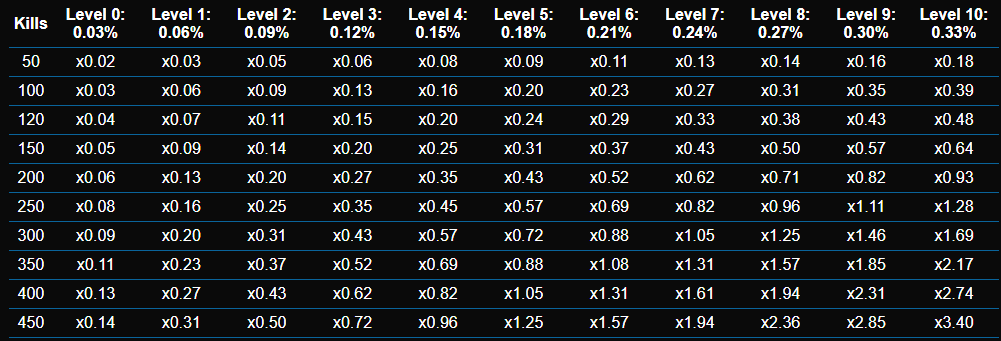 Kills Level 0: 0.03% Level 1: 0.06% Level 2: 0.09% Level 3: 0.12% Level 4: 0.15% Level 5: 0.18% Level 6: 0.21% Level 7: 0.24% Level 8: 0.27% Level 9: 0.30% Level 10: 0.33%
50 x0.02 x0.03 x0.05 x0.06 x0.08 x0.09 x0.11 x0.13 x0.14 x0.16 x0.18
100 x0.03 x0.06 x0.09 x0.13 x0.16 x0.20 x0.23 x0.27 x0.31 x0.35 x0.39
120 x0.04 x0.07 x0.11 x0.15 x0.20 x0.24 x0.29 x0.33 x0.38 x0.43 x0.48
150 x0.05 x0.09 x0.14 x0.20 x0.25 x0.31 x0.37 x0.43 x0.50 x0.57 x0.64
200 x0.06 x0.13 x0.20 x0.27 x0.35 x0.43 x0.52 x0.62 x0.71 x0.82 x0.93
250 x0.08 x0.16 x0.25 x0.35 x0.45 x0.57 x0.69 x0.82 x0.96 x1.11 x1.28
300 x0.09 x0.20 x0.31 x0.43 x0.57 x0.72 x0.88 x1.05 x1.25 x1.46 x1.69
350 x0.11 x0.23 x0.37 x0.52 x0.69 x0.88 x1.08 x1.31 x1.57 x1.85 x2.17
400 x0.13 x0.27 x0.43 x0.62 x0.82 x1.05 x1.31 x1.61 x1.94 x2.31 x2.74
450 x0.14 x0.31 x0.50 x0.72 x0.96 x1.25 x1.57 x1.94 x2.36 x2.85 x3.40